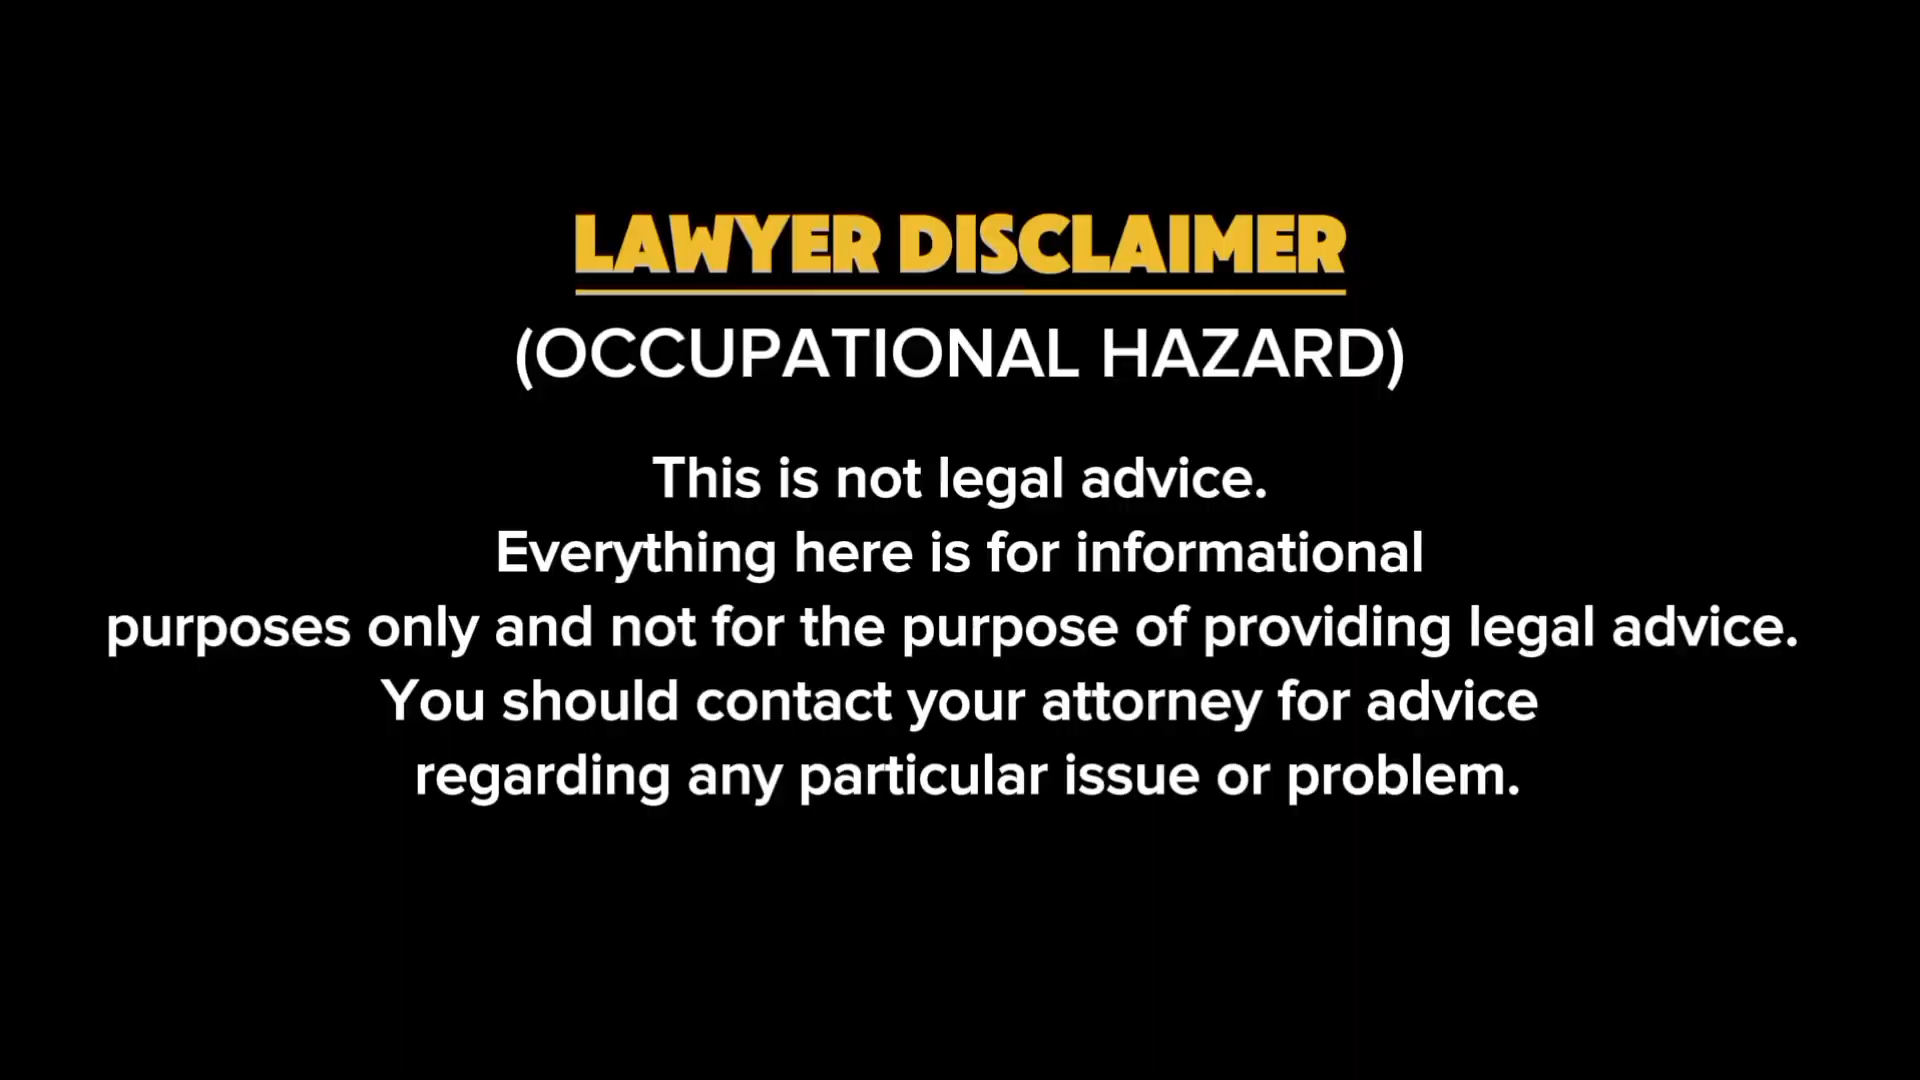 LAWYER DISCLAIMER
(OCCUPATIONAL HAZARD)
This is not legal advice.
Everything here is for informational
purposes only and not for the purpose of providing legal advice.
You should contact your attorney for advice
regarding any particular issue or problem.